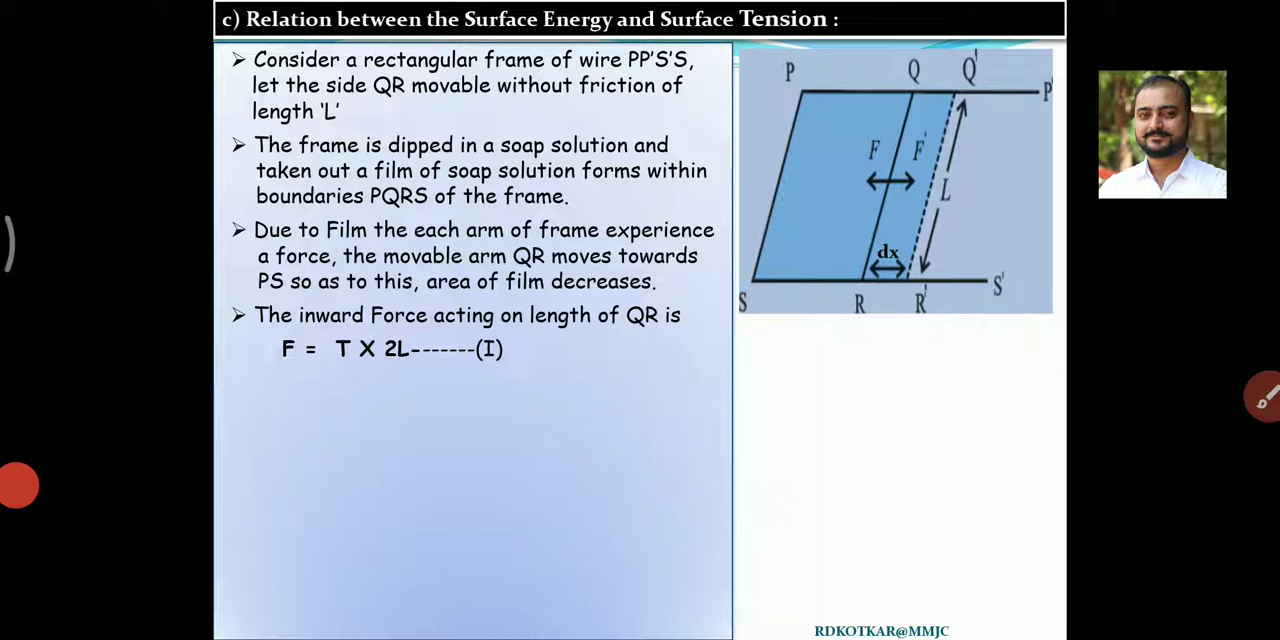 c) Relation between the Surface Energy and Surface Tension :
➢ Consider a rectangular frame of wire PP'S'S,
let the side QR movable without friction of
length 'L'
➢ The frame is dipped in a soap solution and
taken out a film of soap solution forms within
boundaries PQRS of the frame.
➢ Due to Film the each arm of frame experience
a force, the movable arm QR moves towards
PS so as to this, area of film decreases.
➢ The inward Force acting on length of QR is
F = T X 2L-------(I)
P Q Q' P'
F F'
L
dx
S R R' S'
RDKOTKAR@MMJC